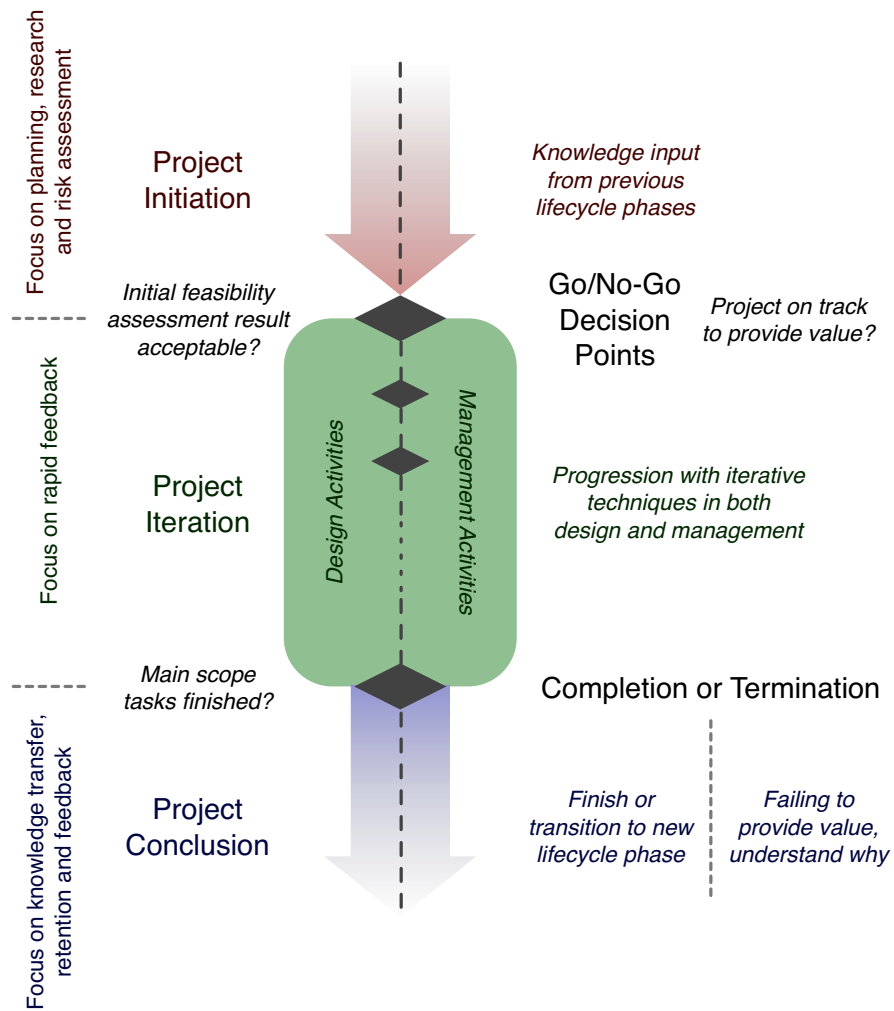 Focus on planning, research
and risk assessment
Project
Initiation
Knowledge input
from previous
lifecycle phases
Initial feasibility
assessment result
acceptable?
Go/No-Go
Decision
Points
Project on track
to provide value?
Focus on rapid feedback
Project
Iteration
Design Activities
Management Activities
Progression with iterative
techniques in both
design and management
Main scope
tasks finished?
Completion or Termination
Focus on knowledge transfer,
retention and feedback
Project
Conclusion
Finish or
transition to new
lifecycle phase
Failing to
provide value,
understand why